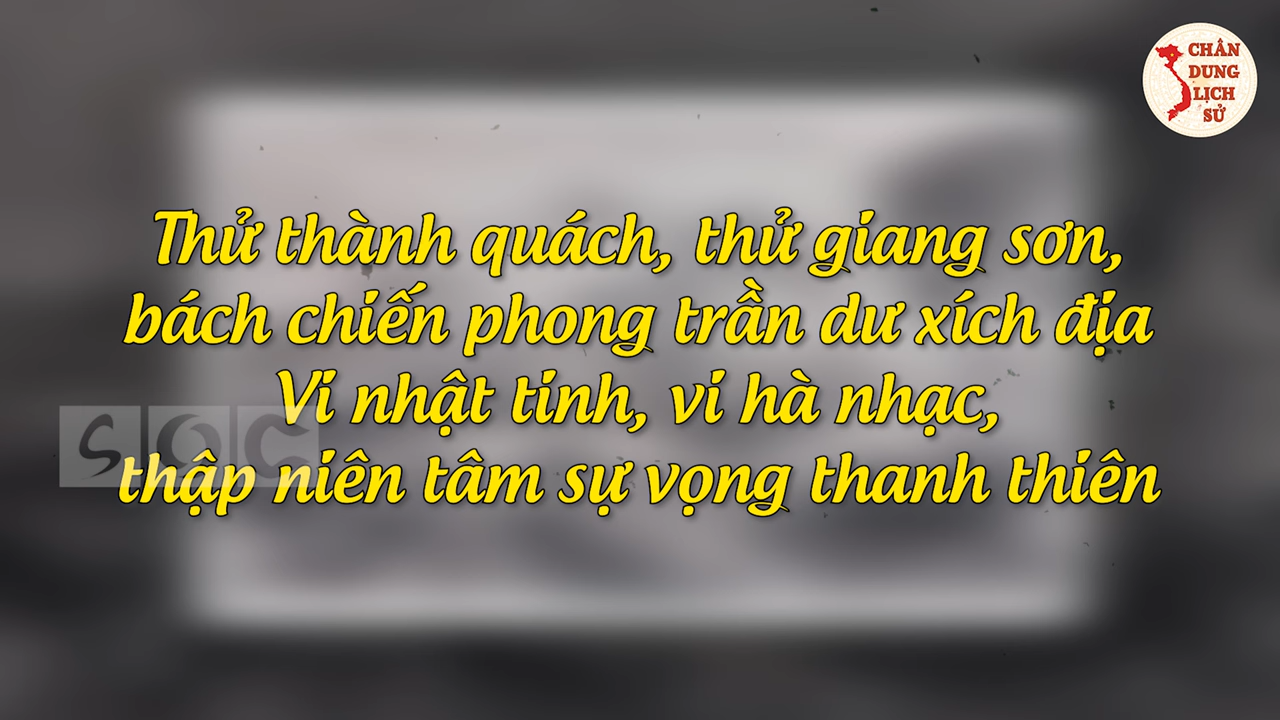 CHÂN
DUNG
LỊCH
SỬ
Thử thành quách, thử giang sơn,
bách chiến phong trần dư xích địa
Vi nhật tinh, vi hà nhạc,
thập niên tâm sự vọng thanh thiên
SOC